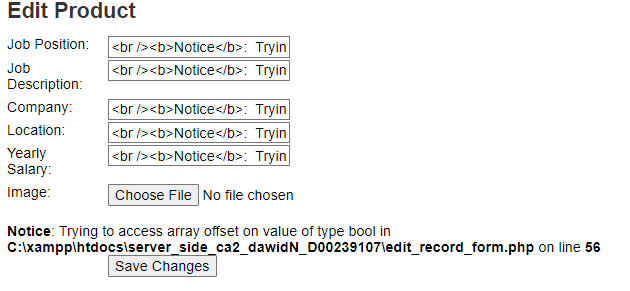 Edit Product
Job Position: <br /><b>Notice</b>:  Tryin
Job
Description: <br /><b>Notice</b>:  Tryin
Company: <br /><b>Notice</b>:  Tryin
Location: <br /><b>Notice</b>:  Tryin
Yearly
Salary: <br /><b>Notice</b>:  Tryin
Image: Choose File No file chosen
Notice: Trying to access array offset on value of type bool in
C:\xampp\htdocs\server_side_ca2_dawidN_D00239107\edit_record_form.php on line 56
Save Changes